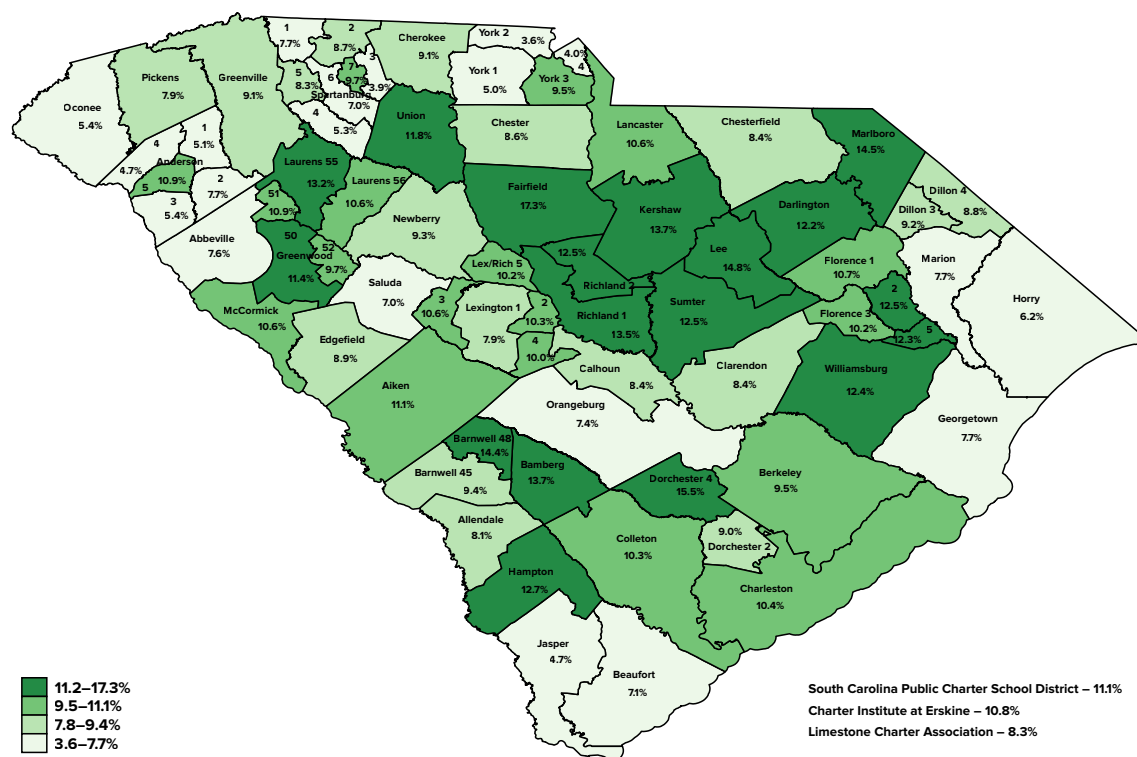 1
7.7%
2
8.7%
Cherokee
9.1%
York 2
3.6%
4.0%
4
3
3.9%
York 1
5.0%
York 3
9.5%
Pickens
7.9%
Greenville
9.1%
5
8.3%
6
7
9.7%
Spartanburg
7.0%
4
5.3%
Oconee
5.4%
Union
11.8%
Chester
8.6%
Lancaster
10.6%
Chesterfield
8.4%
Marlboro
14.5%
1
5.1%
4
4.7%
Anderson
10.9%
5
2
7.7%
3
5.4%
Laurens 55
13.2%
Laurens 56
10.6%
51
10.9%
Fairfield
17.3%
Kershaw
13.7%
Darlington
12.2%
Dillon 4
8.8%
Dillon 3
9.2%
Newberry
9.3%
Abbeville
7.6%
50
Greenwood
11.4%
52
9.7%
Lee
14.8%
12.5%
Richland 2
Lex/Rich 5
10.2%
Florence 1
10.7%
Marion
7.7%
Saluda
7.0%
McCormick
10.6%
3
10.6%
Lexington 1
7.9%
2
10.3%
4
10.0%
Richland 1
13.5%
Sumter
12.5%
2
12.5%
Florence 3
10.2%
5
12.3%
Horry
6.2%
Edgefield
8.9%
Calhoun
8.4%
Clarendon
8.4%
Williamsburg
12.4%
Aiken
11.1%
Orangeburg
7.4%
Georgetown
7.7%
Barnwell 48
14.4%
Barnwell 45
9.4%
Bamberg
13.7%
Dorchester 4
15.5%
Berkeley
9.5%
Allendale
8.1%
Colleton
10.3%
9.0%
Dorchester 2
Hampton
12.7%
Charleston
10.4%
Jasper
4.7%
Beaufort
7.1%
11.2–17.3%
9.5–11.1%
7.8–9.4%
3.6–7.7%
South Carolina Public Charter School District – 11.1%
Charter Institute at Erskine – 10.8%
Limestone Charter Association – 8.3%